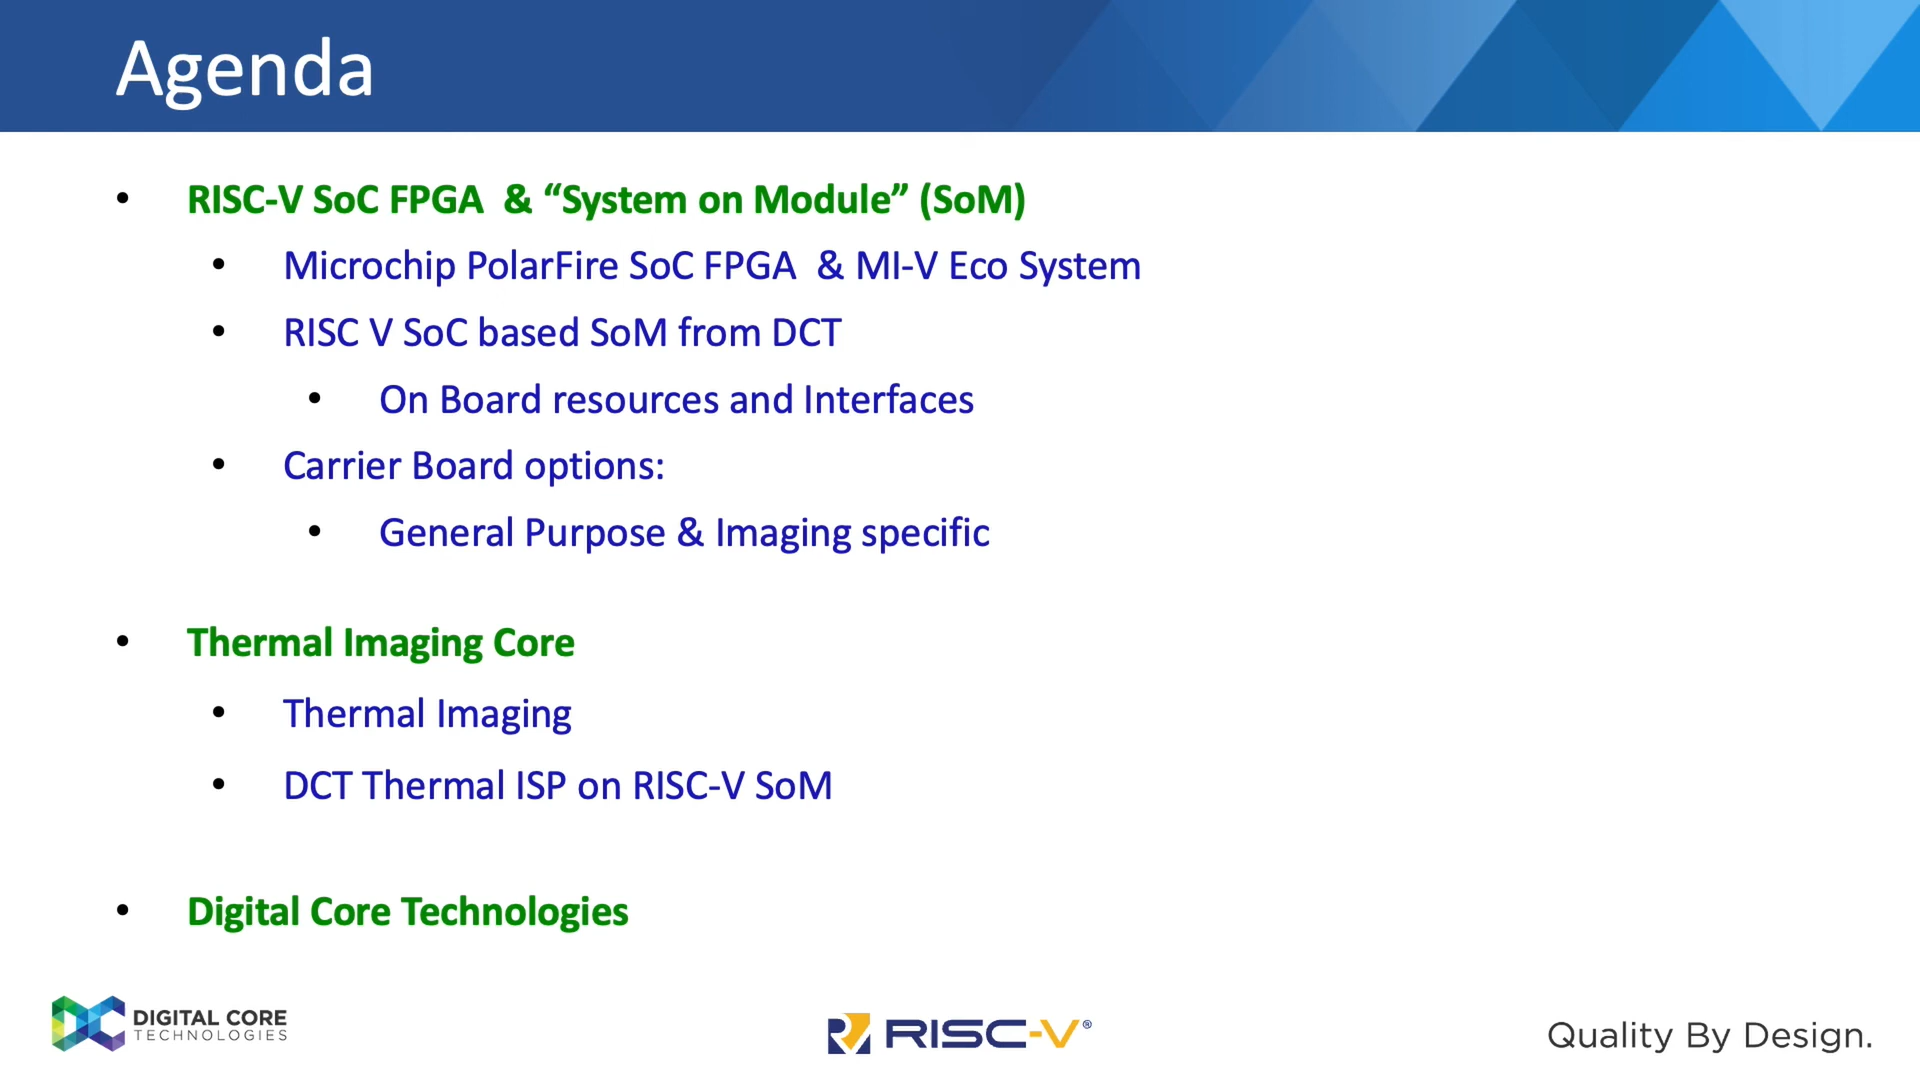 Agenda
• RISC-V SoC FPGA & “System on Module” (SoM)
• Microchip PolarFire SoC FPGA & MI-V Eco System
• RISC V SoC based SoM from DCT
• On Board resources and Interfaces
• Carrier Board options:
• General Purpose & Imaging specific
• Thermal Imaging Core
• Thermal Imaging
• DCT Thermal ISP on RISC-V SoM
• Digital Core Technologies
DIGITAL CORE
TECHNOLOGIES
RISC-V®
Quality By Design.